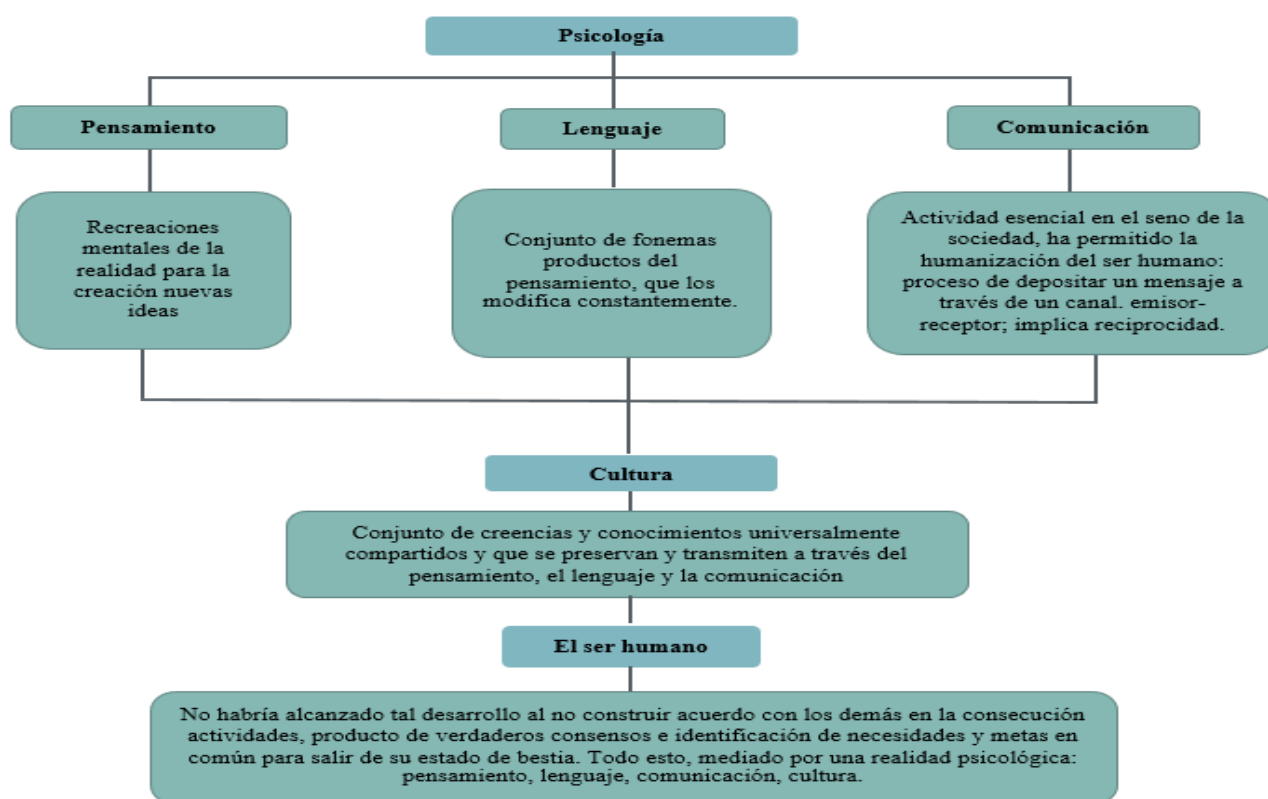 Psicología
Pensamiento
Lenguaje
Comunicación
Recreaciones
mentales de la
realidad para la
creación nuevas
ideas
Conjunto de fonemas
productos del
pensamiento, que los
modifica constantemente.
Actividad esencial en el seno de la
sociedad, ha permitido la
humanización del ser humano:
proceso de depositar un mensaje a
través de un canal. emisor-
receptor; implica reciprocidad.
Cultura
Conjunto de creencias y conocimientos universalmente
compartidos y que se preservan y transmiten a través del
pensamiento, el lenguaje y la comunicación
El ser humano
No habría alcanzado tal desarrollo al no construir acuerdo con los demás en la consecución
actividades, producto de verdaderos consensos e identificación de necesidades y metas en
común para salir de su estado de bestia. Todo esto, mediado por una realidad psicológica:
pensamiento, lenguaje, comunicación, cultura.